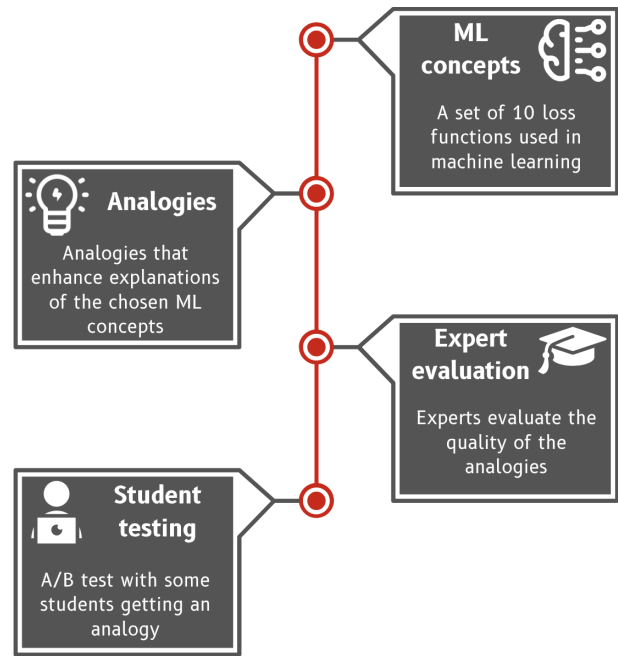 ML
concepts
A set of 10 loss
functions used in
machine learning
Analogies
Analogies that
enhance explanations
of the chosen ML
concepts
Expert
evaluation
Experts evaluate the
quality of the
analogies
Student
testing
A/B test with some
students getting an
analogy